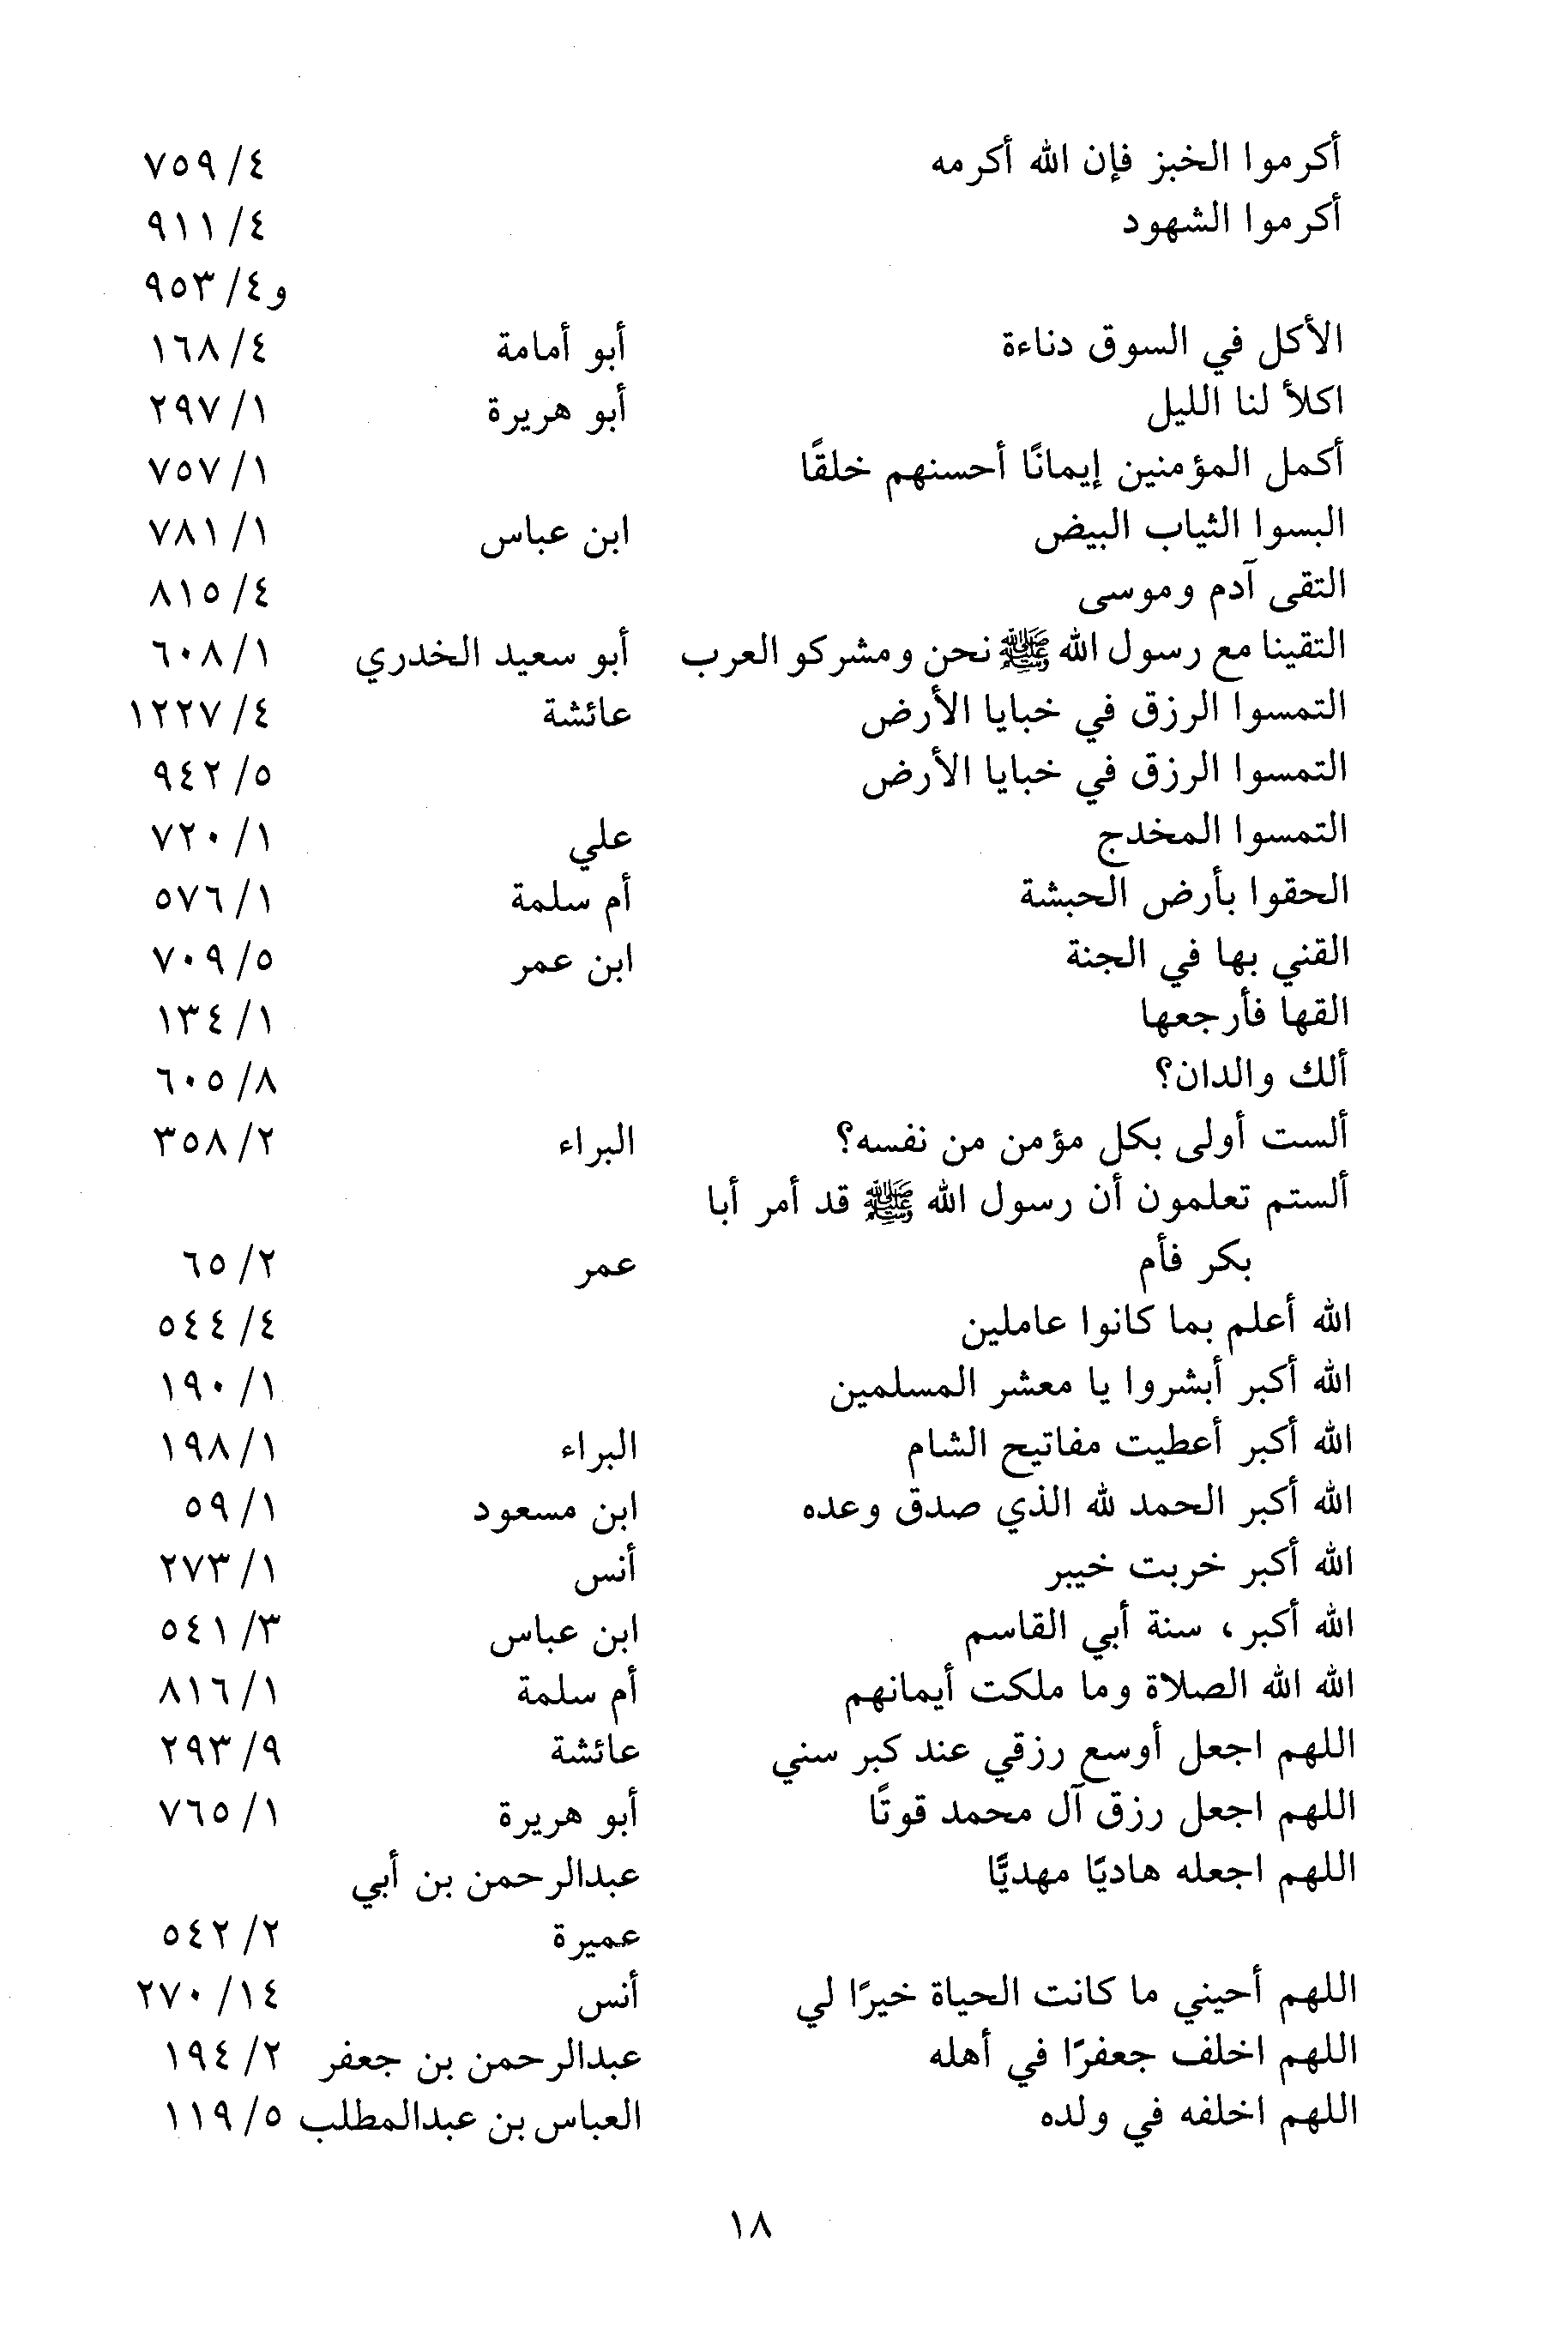 أكرموا الخبز فإن الله أكرمه ٤/ ٧٥٩
أكرموا الشهود ٤/ ٩١١
و٤/ ٩٥٣
الأكل في السوق دناءة أبو أمامة ٤/ ١٦٨
اكلأ لنا الليل أبو هريرة ١/ ٢٩٧
أكمل المؤمنين إيمانًا أحسنهم خلقًا ١/ ٧٥٧
البسوا الثياب البيض ابن عباس ١/ ٧٨١
التقى آدم وموسى ٤/ ٨١٥
التقينا مع رسول الله ﷺ نحن ومشركو العرب أبو سعيد الخدري ١/ ٦٠٨
التمسوا الرزق في خبايا الأرض عائشة ٤/ ١٢٢٧
التمسوا الرزق في خبايا الأرض ٥/ ٩٤٢
التمسوا المخدج علي ١/ ٧٢٠
الحقوا بأرض الحبشة أم سلمة ١/ ٥٧٦
القني بها في الجنة ابن عمر ٥/ ٧٠٩
القها فأرجعها ١/ ١٣٤
ألك والدان؟ ٨/ ٦٠٥
ألست أولى بكل مؤمن من نفسه؟ البراء ٢/ ٣٥٨
ألستم تعلمون أن رسول الله ﷺ قد أمر أبا
بكر فأم عمر ٢/ ٦٥
الله أعلم بما كانوا عاملين ٤/ ٥٤٤
الله أكبر أبشروا يا معشر المسلمين ١/ ١٩٠
الله أكبر أعطيت مفاتيح الشام البراء ١/ ١٩٨
الله أكبر الحمد لله الذي صدق وعده ابن مسعود ١/ ٥٩
الله أكبر خربت خيبر أنس ١/ ٢٧٣
الله أكبر، سنة أبي القاسم ابن عباس ٣/ ٥٤١
الله الله الصلاة وما ملكت أيمانهم أم سلمة ١/ ٨١٦
اللهم اجعل أوسع رزقي عند كبر سني عائشة ٩/ ٢٩٣
اللهم اجعل رزق آل محمد قوتًا أبو هريرة ١/ ٧٦٥
اللهم اجعله هاديًا مهديًّا عبدالرحمن بن أبي
عميرة ٢/ ٥٤٢
اللهم أحيني ما كانت الحياة خيرًا لي أنس ١٤/ ٢٧٠
اللهم اخلف جعفرًا في أهله عبدالرحمن بن جعفر ٢/ ١٩٤
اللهم اخلفه في ولده العباس بن عبدالمطلب ٥/ ١١٩
١٨